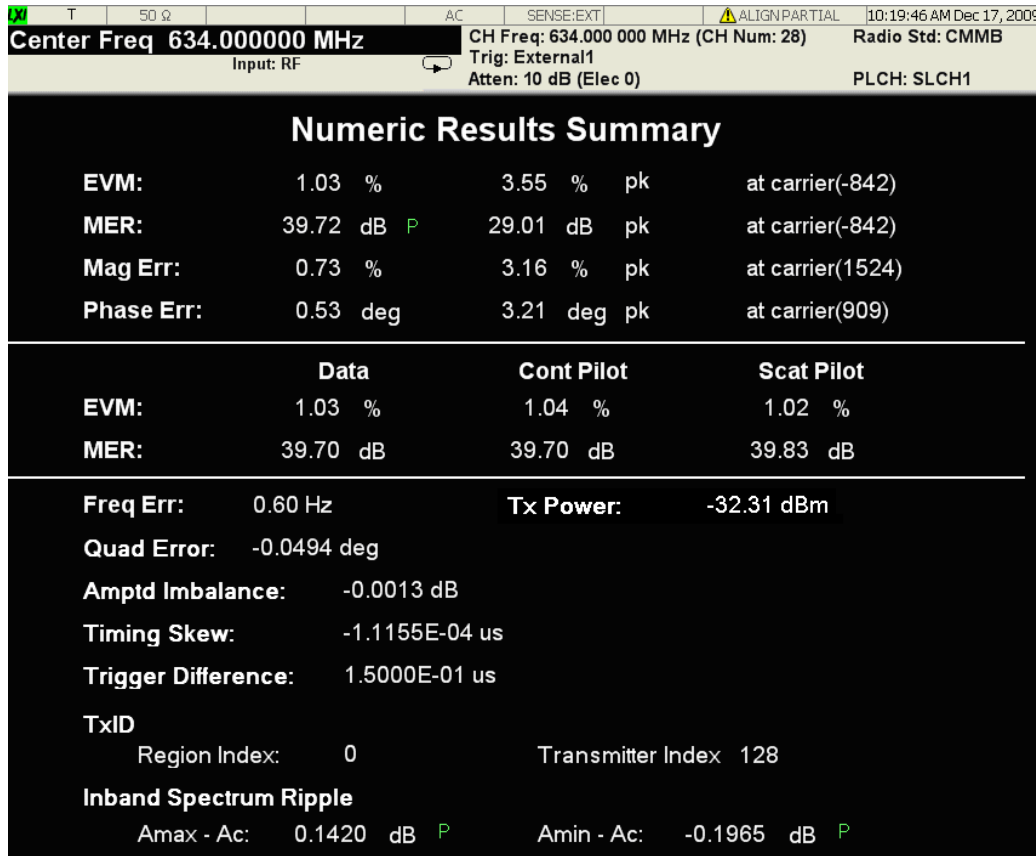 LXI T 50 Ω AC SENSE:EXT ALIGN PARTIAL 10:19:46 AM Dec 17, 2009
Center Freq 634.000000 MHz CH Freq: 634.000 000 MHz (CH Num: 28) Radio Std: CMMB
Input: RF Trig: External1
Atten: 10 dB (Elec 0) PLCH: SLCH1
Numeric Results Summary
EVM: 1.03 % 3.55 % pk at carrier(-842)
MER: 39.72 dB P 29.01 dB pk at carrier(-842)
Mag Err: 0.73 % 3.16 % pk at carrier(1524)
Phase Err: 0.53 deg 3.21 deg pk at carrier(909)
Data Cont Pilot Scat Pilot
EVM: 1.03 % 1.04 % 1.02 %
MER: 39.70 dB 39.70 dB 39.83 dB
Freq Err: 0.60 Hz Tx Power: -32.31 dBm
Quad Error: -0.0494 deg
Amptd Imbalance: -0.0013 dB
Timing Skew: -1.1155E-04 us
Trigger Difference: 1.5000E-01 us
TxID
Region Index: 0 Transmitter Index 128
Inband Spectrum Ripple
Amax - Ac: 0.1420 dB P Amin - Ac: -0.1965 dB P